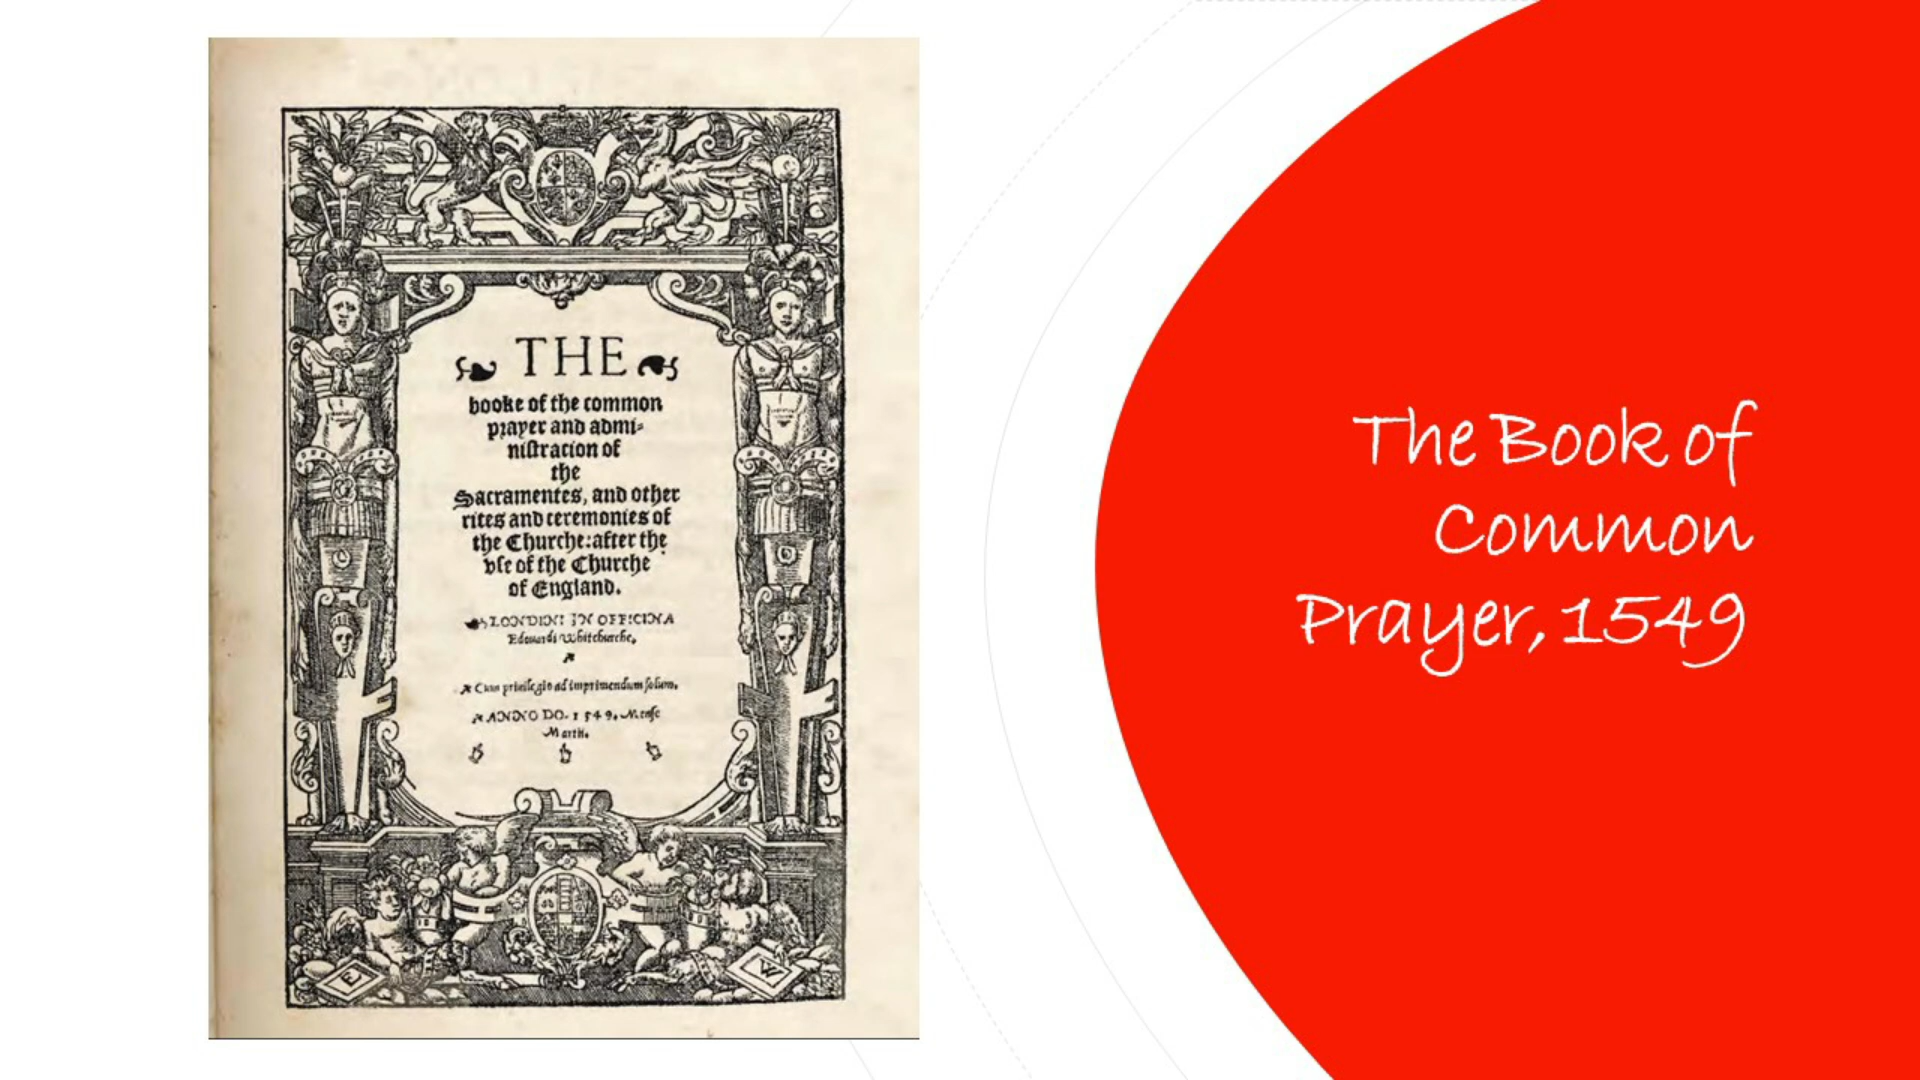 THE
booke of the common
prayer and admi-
nistracion of
the
Sacramentes, and other
rites and ceremonies of
the Churche: after the
vse of the Churche
of England.
LONDINI IN OFFICINA
Edouardi Whitchurche.
Cum priuilegio ad imprimendum solum.
ANNO DO. 1549. Mense
Martii.
E
W
The Book of
Common
Prayer, 1549